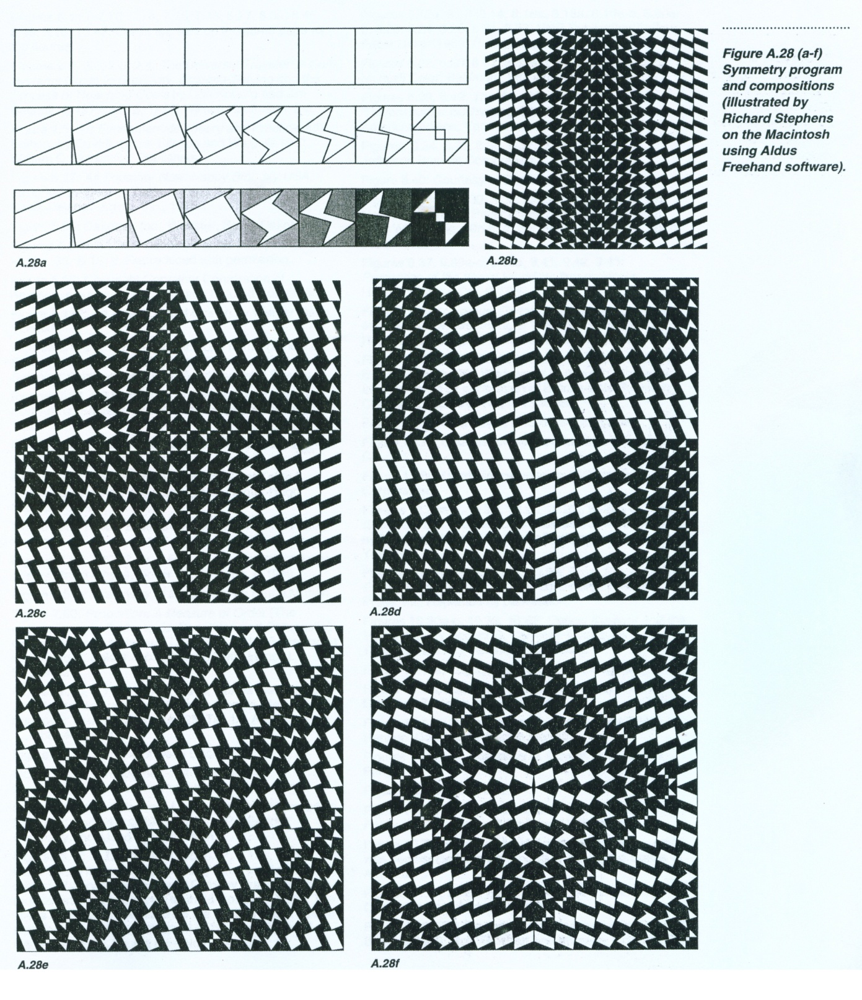 Figure A.28 (a-f)
Symmetry program
and compositions
(illustrated by
Richard Stephens
on the Macintosh
using Aldus
Freehand software).
A.28a
A.28b
A.28c
A.28d
A.28e
A.28f